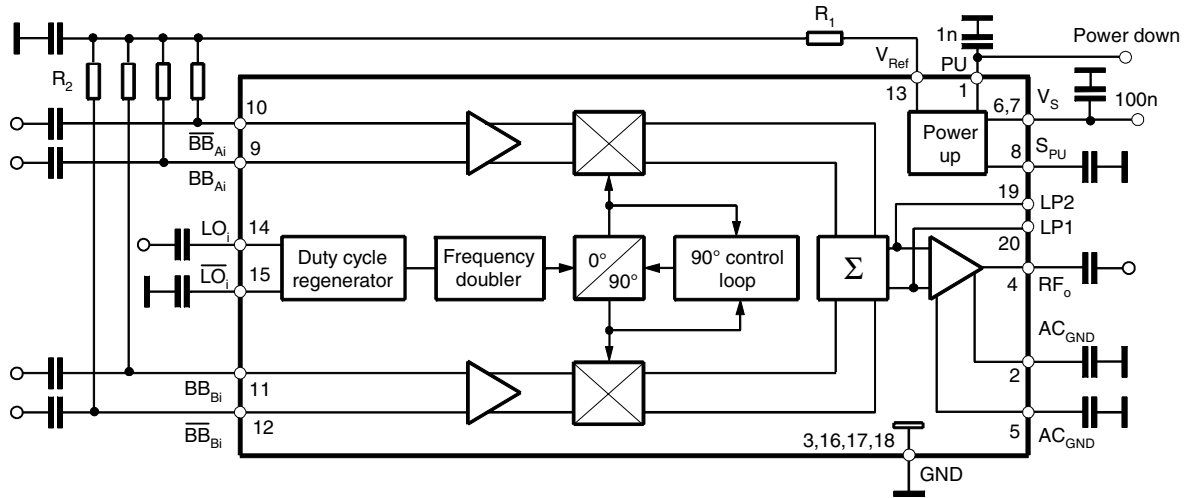 R1
1n
Power down
VRef
PU
R2
13
1
6,7
VS
100n
10
BBAi
9
BBAi
Power
up
8
SPU
19
LP2
LP1
20
LOi
14
LOi
15
Duty cycle
regenerator
Frequency
doubler
0°
90°
90° control
loop
Σ
4
RFo
ACGND
2
BBBi
11
BBBi
12
3,16,17,18
GND
5
ACGND